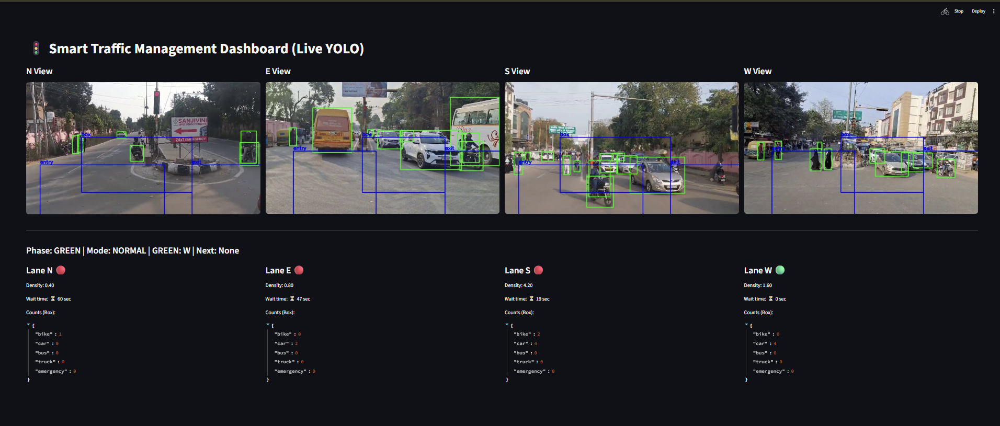 Stop Deploy
Smart Traffic Management Dashboard (Live YOLO)
N View
E View
S View
W View
SANJIVINI
24x7 EMERGENCY
box
entry
exit
box
entry
exit
box
entry
exit
box
entry
exit
Phase: GREEN | Mode: NORMAL | GREEN: W | Next: None
Lane N
Density: 0.40
Wait time: ⏳ 60 sec
Counts (Box):
{
"bike" : 1
"car" : 0
"bus" : 0
"truck" : 0
"emergency" : 0
}
Lane E
Density: 0.80
Wait time: ⏳ 47 sec
Counts (Box):
{
"bike" : 0
"car" : 2
"bus" : 0
"truck" : 0
"emergency" : 0
}
Lane S
Density: 4.20
Wait time: ⏳ 19 sec
Counts (Box):
{
"bike" : 2
"car" : 4
"bus" : 0
"truck" : 0
"emergency" : 0
}
Lane W
Density: 1.60
Wait time: ⏳ 0 sec
Counts (Box):
{
"bike" : 0
"car" : 4
"bus" : 0
"truck" : 0
"emergency" : 0
}